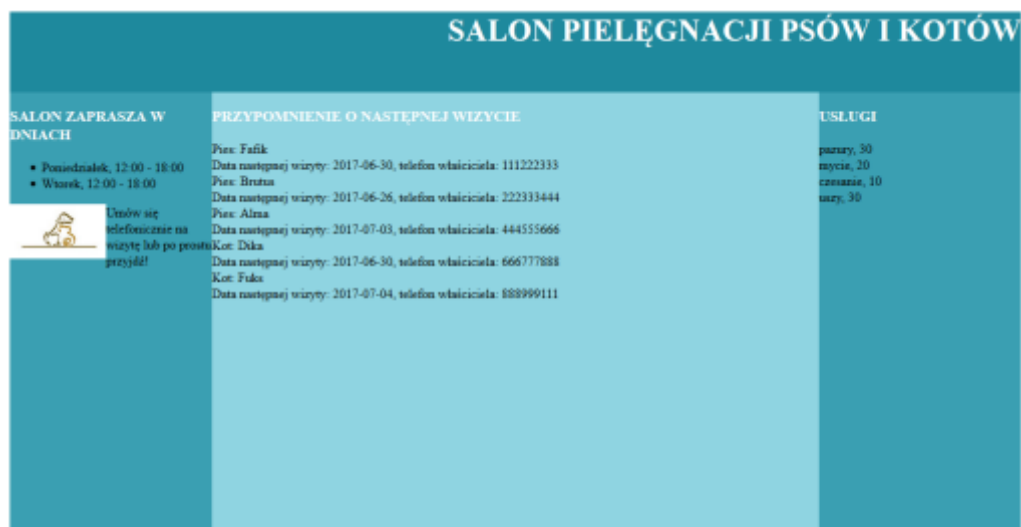 SALON PIELĘGNACJI PSÓW I KOTÓW
SALON ZAPRASZA W
DNIACH
Poniedziałek, 12:00 - 18:00
Wtorek, 12:00 - 18:00
Umów się
telefonicznie na
wizytę lub po prostu
przyjdź!
PRZYPOMNIENIE O NASTĘPNEJ WIZYCIE
Pies: Fafik
Data następnej wizyty: 2017-06-30, telefon właściciela: 111222333
Pies: Brutus
Data następnej wizyty: 2017-06-26, telefon właściciela: 222333444
Pies: Alma
Data następnej wizyty: 2017-07-03, telefon właściciela: 444555666
Kot: Dika
Data następnej wizyty: 2017-06-30, telefon właściciela: 666777888
Kot: Fuks
Data następnej wizyty: 2017-07-04, telefon właściciela: 888999111
USŁUGI
pazury, 30
mycie, 20
czesanie, 10
uszy, 30